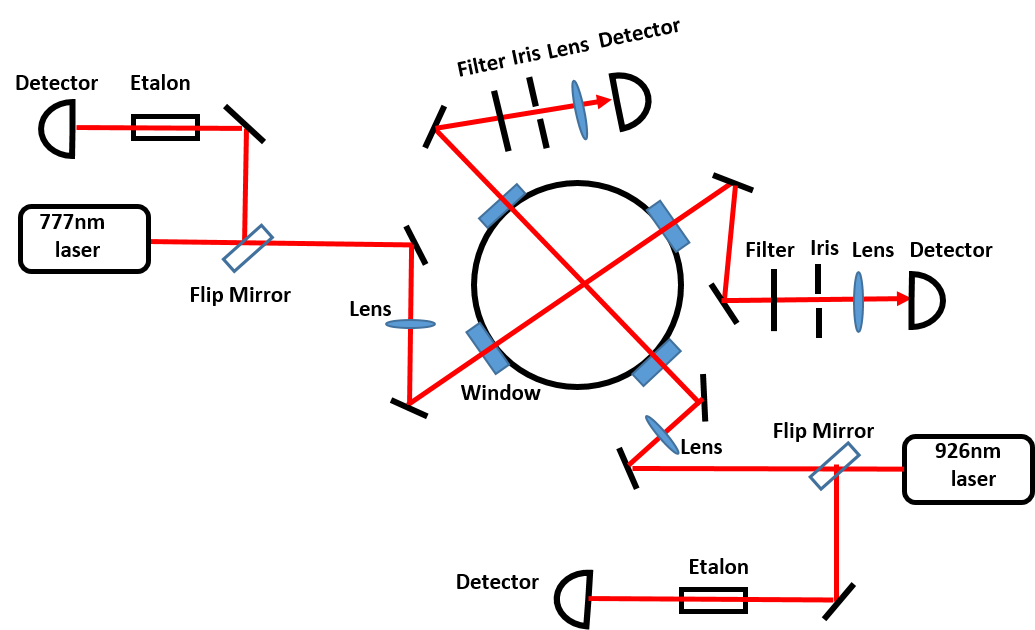 Filter Iris Lens Detector
Detector
Etalon
777nm
laser
Flip Mirror
Lens
Window
Filter
Iris
Lens
Detector
Lens
Flip Mirror
926nm
laser
Etalon
Detector